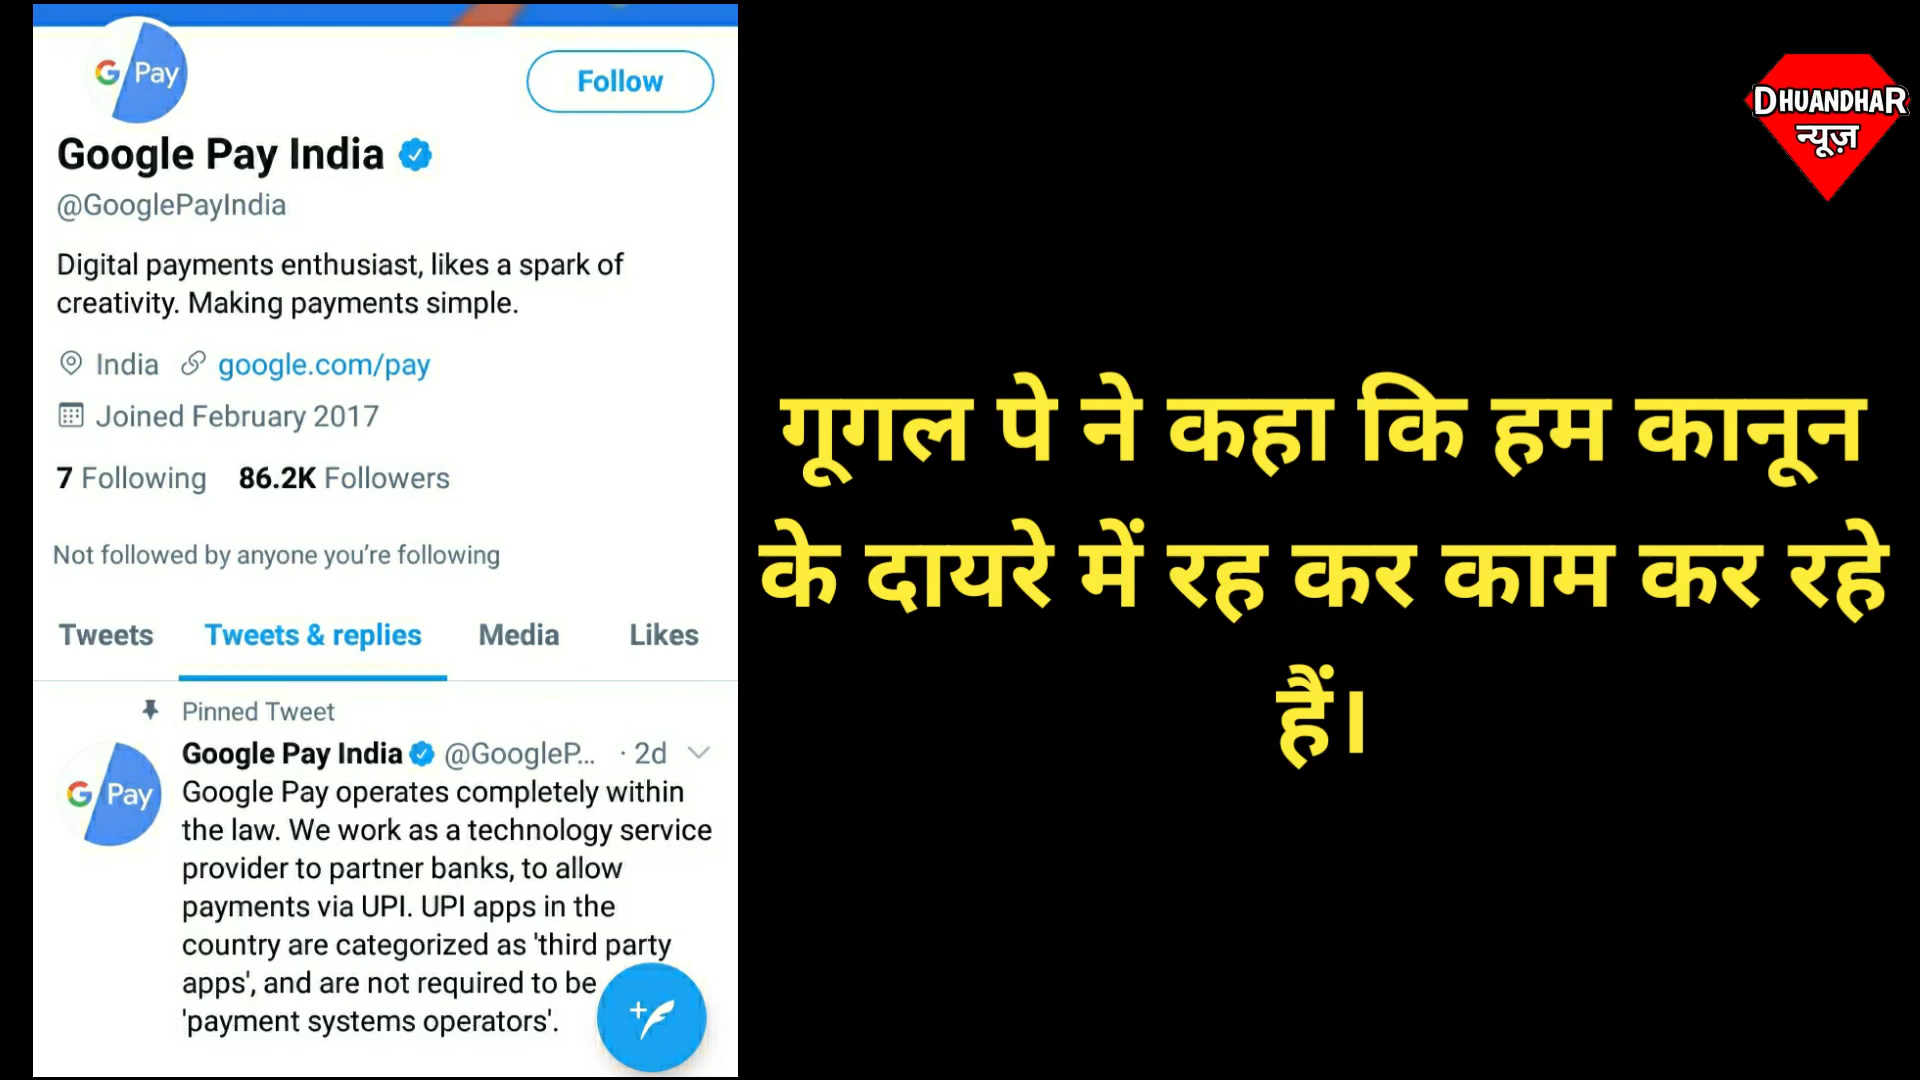 G Pay
Follow
Google Pay India
@GooglePayIndia
Digital payments enthusiast, likes a spark of
creativity. Making payments simple.
India google.com/pay
Joined February 2017
7 Following 86.2K Followers
Not followed by anyone you’re following
Tweets Tweets & replies Media Likes
Pinned Tweet
Google Pay India @GoogleP... · 2d
G Pay
Google Pay operates completely within
the law. We work as a technology service
provider to partner banks, to allow
payments via UPI. UPI apps in the
country are categorized as 'third party
apps', and are not required to be
'payment systems operators'.
DHUANDHAR
न्यूज़
गूगल पे ने कहा कि हम कानून
के दायरे में रह कर काम कर रहे
हैं।